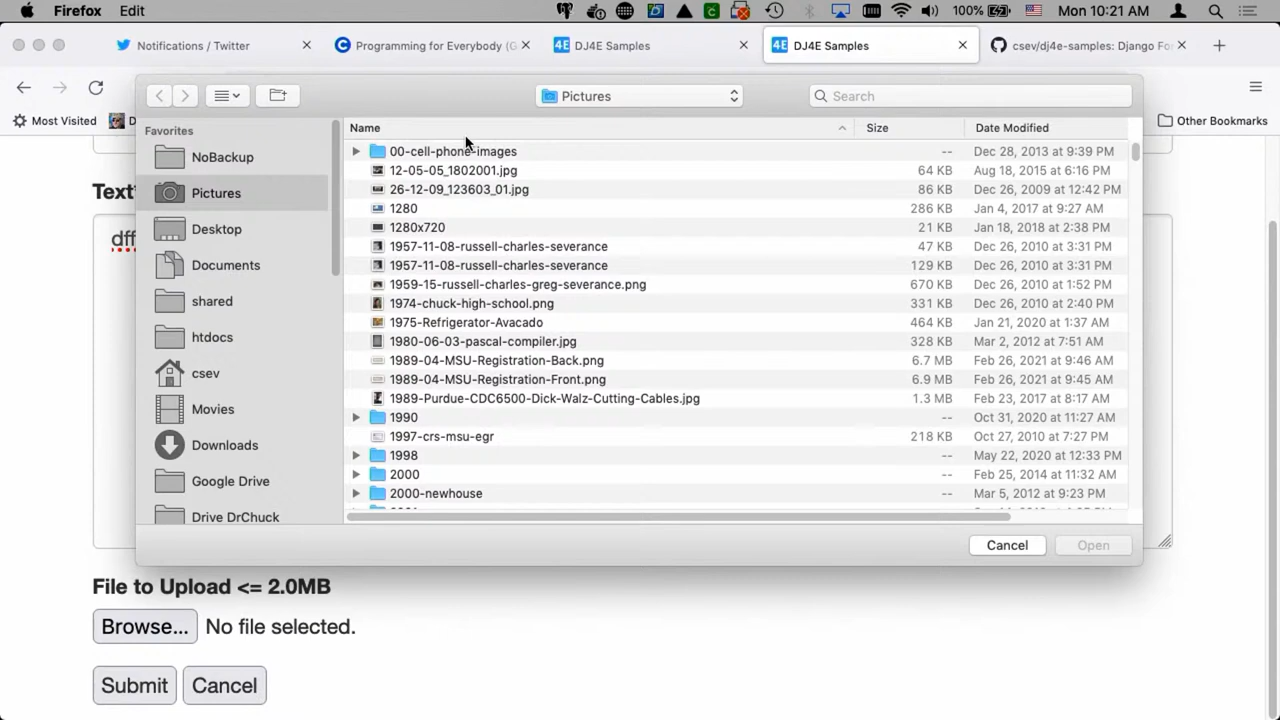 Firefox Edit 100% Mon 10:21 AM
Notifications / Twitter Programming for Everybody (G DJ4E Samples DJ4E Samples csev/dj4e-samples: Django Fo
Most Visited D Other Bookmarks
Pictures Search
Favorites
NoBackup
Pictures
Desktop
Documents
shared
htdocs
csev
Movies
Downloads
Google Drive
Drive DrChuck
Name Size Date Modified
00-cell-phone-images -- Dec 28, 2013 at 9:39 PM
12-05-05_1802001.jpg 64 KB Aug 18, 2015 at 6:16 PM
26-12-09_123603_01.jpg 86 KB Dec 26, 2009 at 12:42 PM
1280 286 KB Jan 4, 2017 at 9:27 AM
1280x720 21 KB Jan 18, 2018 at 2:38 PM
1957-11-08-russell-charles-severance 47 KB Dec 26, 2010 at 3:31 PM
1957-11-08-russell-charles-severance 129 KB Dec 26, 2010 at 3:31 PM
1959-15-russell-charles-greg-severance.png 670 KB Dec 26, 2010 at 1:52 PM
1974-chuck-high-school.png 331 KB Dec 26, 2010 at 2:40 PM
1975-Refrigerator-Avacado 464 KB Jan 21, 2020 at 1:37 AM
1980-06-03-pascal-compiler.jpg 328 KB Mar 2, 2012 at 7:51 AM
1989-04-MSU-Registration-Back.png 6.7 MB Feb 26, 2021 at 9:46 AM
1989-04-MSU-Registration-Front.png 6.9 MB Feb 26, 2021 at 9:45 AM
1989-Purdue-CDC6500-Dick-Walz-Cutting-Cables.jpg 1.3 MB Feb 23, 2017 at 8:17 AM
1990 -- Oct 31, 2020 at 11:27 AM
1997-crs-msu-egr 218 KB Oct 27, 2010 at 7:27 PM
1998 -- May 22, 2020 at 12:33 PM
2000 -- Feb 25, 2014 at 11:32 AM
2000-newhouse -- Mar 5, 2012 at 9:23 PM
Cancel Open
Text
dff
File to Upload <= 2.0MB
Browse... No file selected.
Submit Cancel